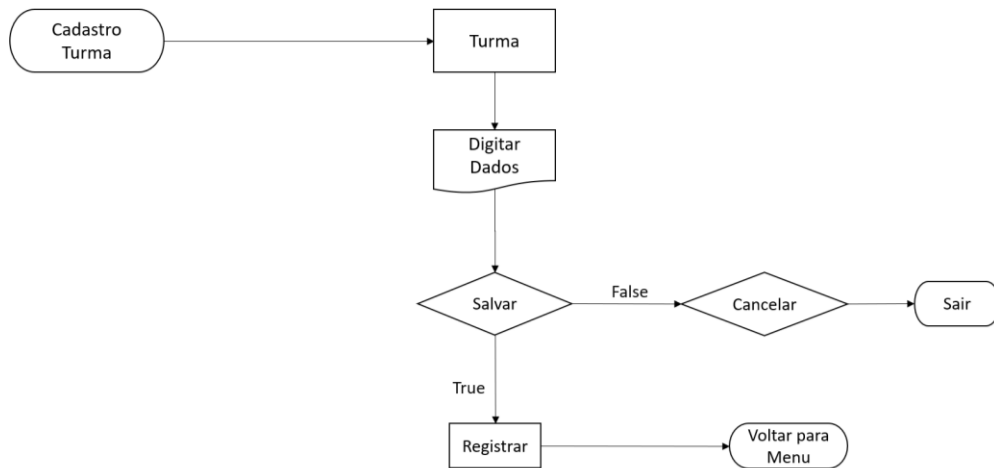 Cadastro
Turma
Turma
Digitar
Dados
Salvar
False
Cancelar
Sair
True
Registrar
Voltar para
Menu